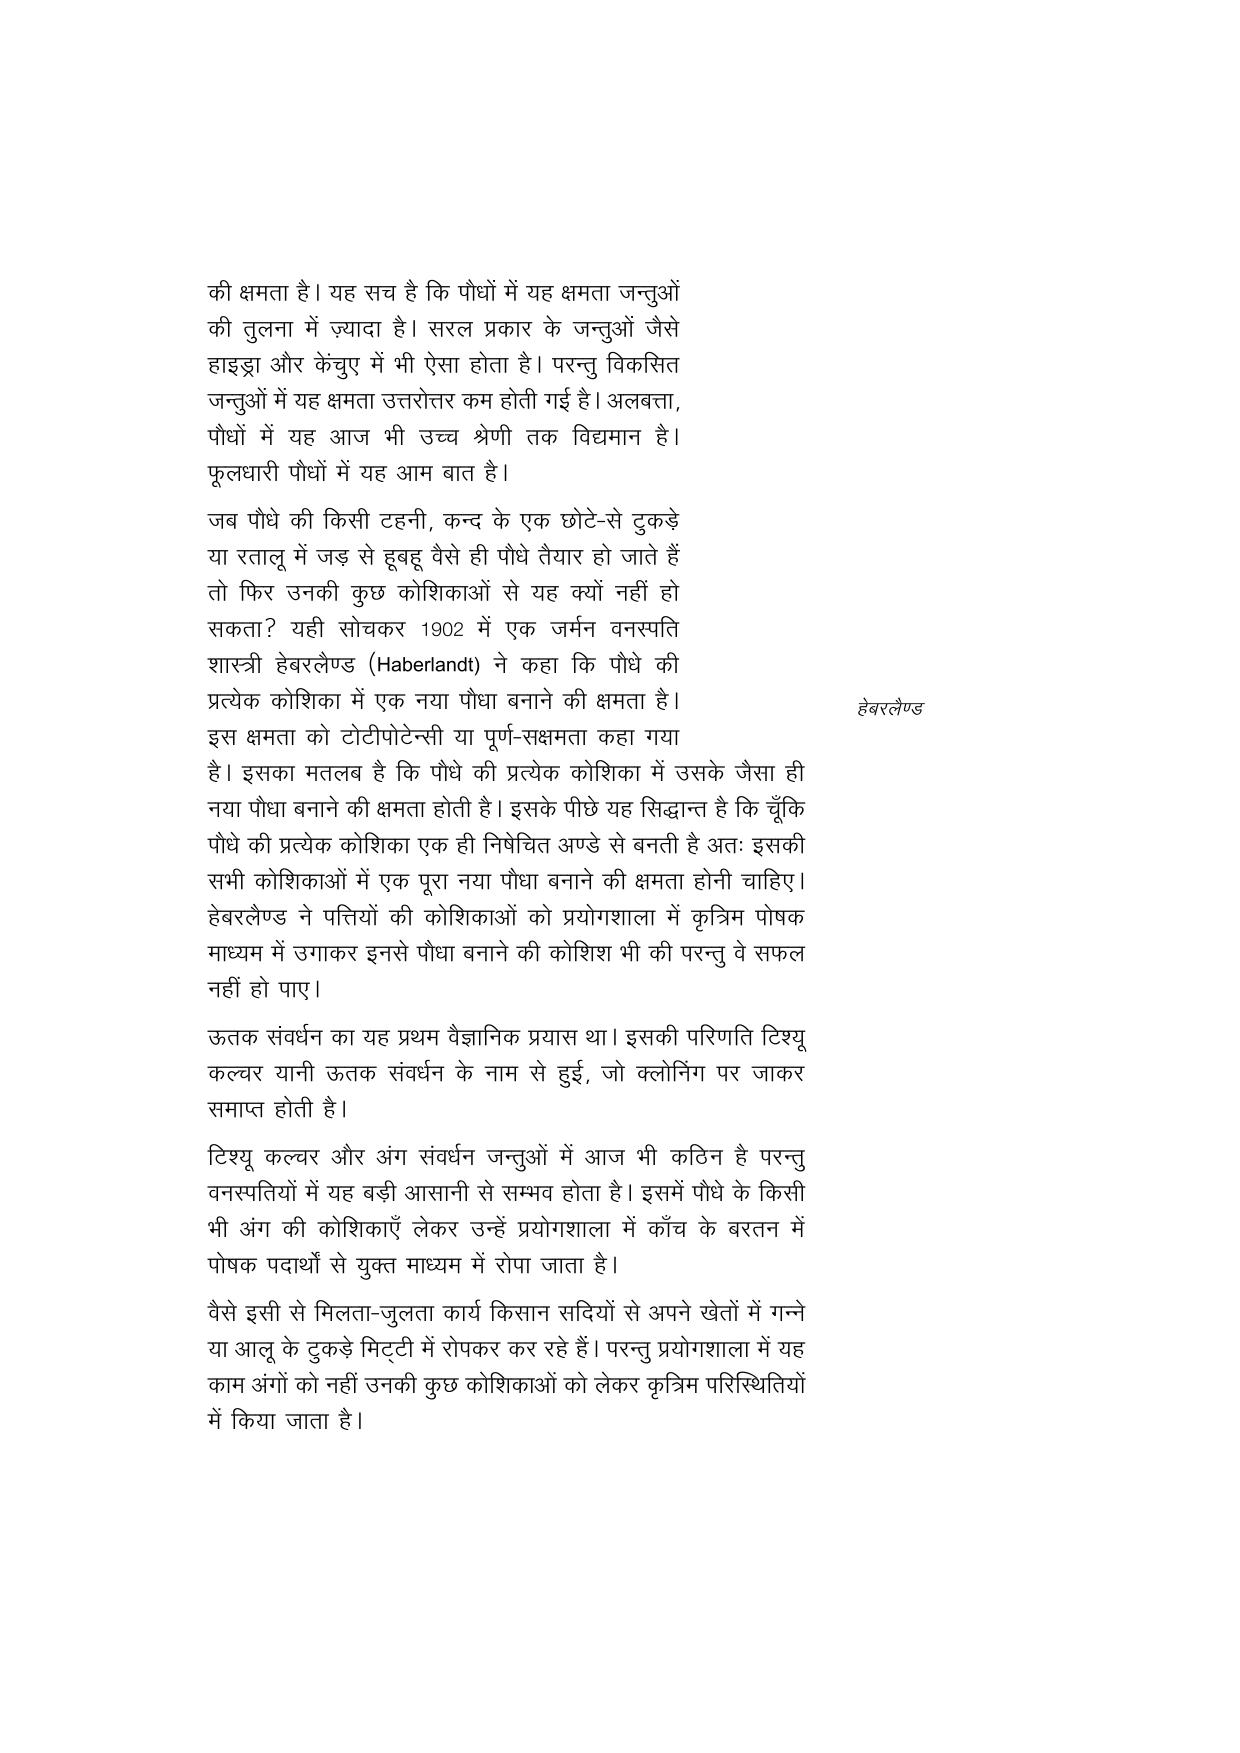 की क्षमता है। यह सच है कि पौधों में यह क्षमता जन्तुओं
की तुलना में ज़्यादा है। सरल प्रकार के जन्तुओं जैसे
हाइड्रा और केंचुए में भी ऐसा होता है। परन्तु विकसित
जन्तुओं में यह क्षमता उत्तरोत्तर कम होती गई है। अलबत्ता,
पौधों में यह आज भी उच्च श्रेणी तक विद्यमान है।
फूलधारी पौधों में यह आम बात है।
जब पौधे की किसी टहनी, कन्द के एक छोटे-से टुकड़े
या रतालू में जड़ से हूबहू वैसे ही पौधे तैयार हो जाते हैं
तो फिर उनकी कुछ कोशिकाओं से यह क्यों नहीं हो
सकता? यही सोचकर 1902 में एक जर्मन वनस्पति
शास्त्री हेबरलैण्ड (Haberlandt) ने कहा कि पौधे की
प्रत्येक कोशिका में एक नया पौधा बनाने की क्षमता है।
इस क्षमता को टोटीपोटेन्सी या पूर्ण-सक्षमता कहा गया
है। इसका मतलब है कि पौधे की प्रत्येक कोशिका में उसके जैसा ही
नया पौधा बनाने की क्षमता होती है। इसके पीछे यह सिद्धान्त है कि चूँकि
पौधे की प्रत्येक कोशिका एक ही निषेचित अण्डे से बनती है अतः इसकी
सभी कोशिकाओं में एक पूरा नया पौधा बनाने की क्षमता होनी चाहिए।
हेबरलैण्ड ने पत्तियों की कोशिकाओं को प्रयोगशाला में कृत्रिम पोषक
माध्यम में उगाकर इनसे पौधा बनाने की कोशिश भी की परन्तु वे सफल
नहीं हो पाए।
ऊतक संवर्धन का यह प्रथम वैज्ञानिक प्रयास था। इसकी परिणति टिश्यू
कल्चर यानी ऊतक संवर्धन के नाम से हुई, जो क्लोनिंग पर जाकर
समाप्त होती है।
टिश्यू कल्चर और अंग संवर्धन जन्तुओं में आज भी कठिन है परन्तु
वनस्पतियों में यह बड़ी आसानी से सम्भव होता है। इसमें पौधे के किसी
भी अंग की कोशिकाएँ लेकर उन्हें प्रयोगशाला में काँच के बरतन में
पोषक पदार्थों से युक्त माध्यम में रोपा जाता है।
वैसे इसी से मिलता-जुलता कार्य किसान सदियों से अपने खेतों में गन्ने
या आलू के टुकड़े मिट्टी में रोपकर कर रहे हैं। परन्तु प्रयोगशाला में यह
काम अंगों को नहीं उनकी कुछ कोशिकाओं को लेकर कृत्रिम परिस्थितियों
में किया जाता है।
हेबरलैण्ड